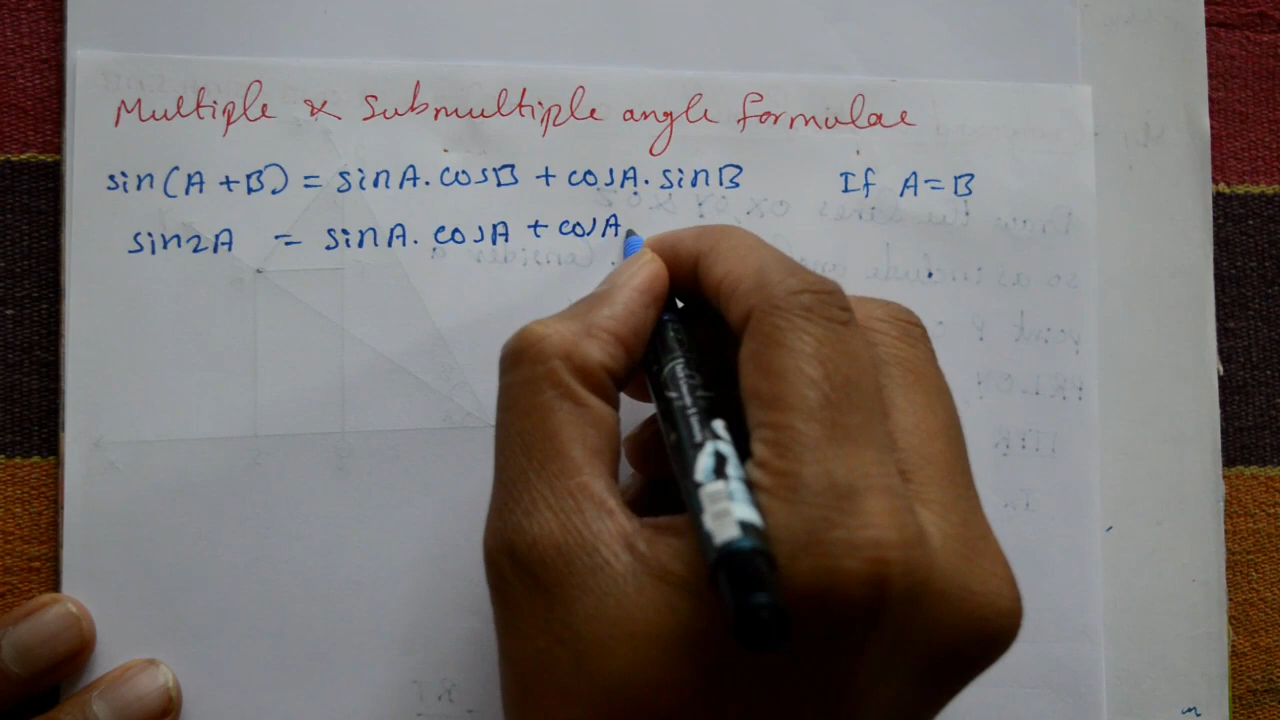 Multiple & Submultiple angle formulae
sin(A+B) = sinA.cosB + cosA.sinB If A=B
sin2A = sinA.cosA + cosA